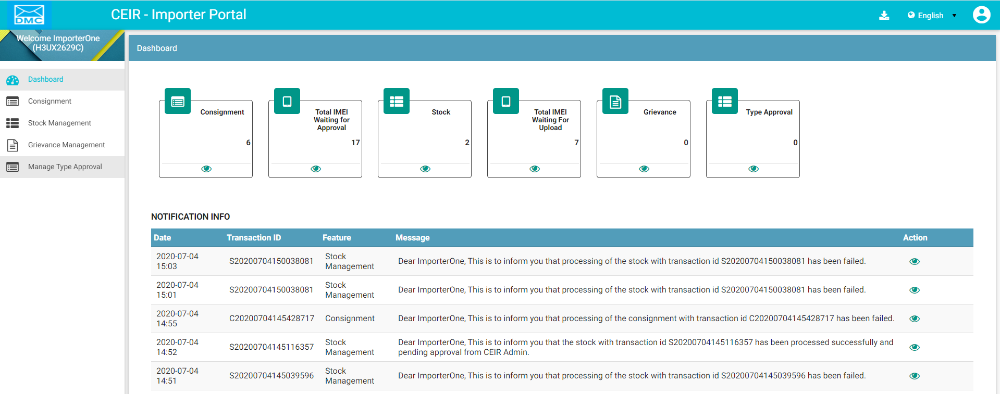 DMC
CEIR - Importer Portal
English
Welcome ImporterOne
(H3UX2629C)
Dashboard
Consignment
Stock Management
Grievance Management
Manage Type Approval
Dashboard
Consignment
6
Total IMEI
Waiting for
Approval
17
Stock
2
Total IMEI
Waiting For
Upload
7
Grievance
0
Type Approval
0
NOTIFICATION INFO
Date Transaction ID Feature Message Action
2020-07-04
15:03
S20200704150038081
Stock
Management
Dear ImporterOne, This is to inform you that processing of the stock with transaction id S20200704150038081 has been failed.
2020-07-04
15:01
S20200704150038081
Stock
Management
Dear ImporterOne, This is to inform you that processing of the stock with transaction id S20200704150038081 has been failed.
2020-07-04
14:55
C20200704145428717
Consignment
Dear ImporterOne, This is to inform you that processing of the consignment with transaction id C20200704145428717 has been failed.
2020-07-04
14:52
S20200704145116357
Stock
Management
Dear ImporterOne, This is to inform you that the stock with transaction id S20200704145116357 has been processed successfully and
pending approval from CEIR Admin.
2020-07-04
14:51
S20200704145039596
Stock
Management
Dear ImporterOne, This is to inform you that processing of the stock with transaction id S20200704145039596 has been failed.